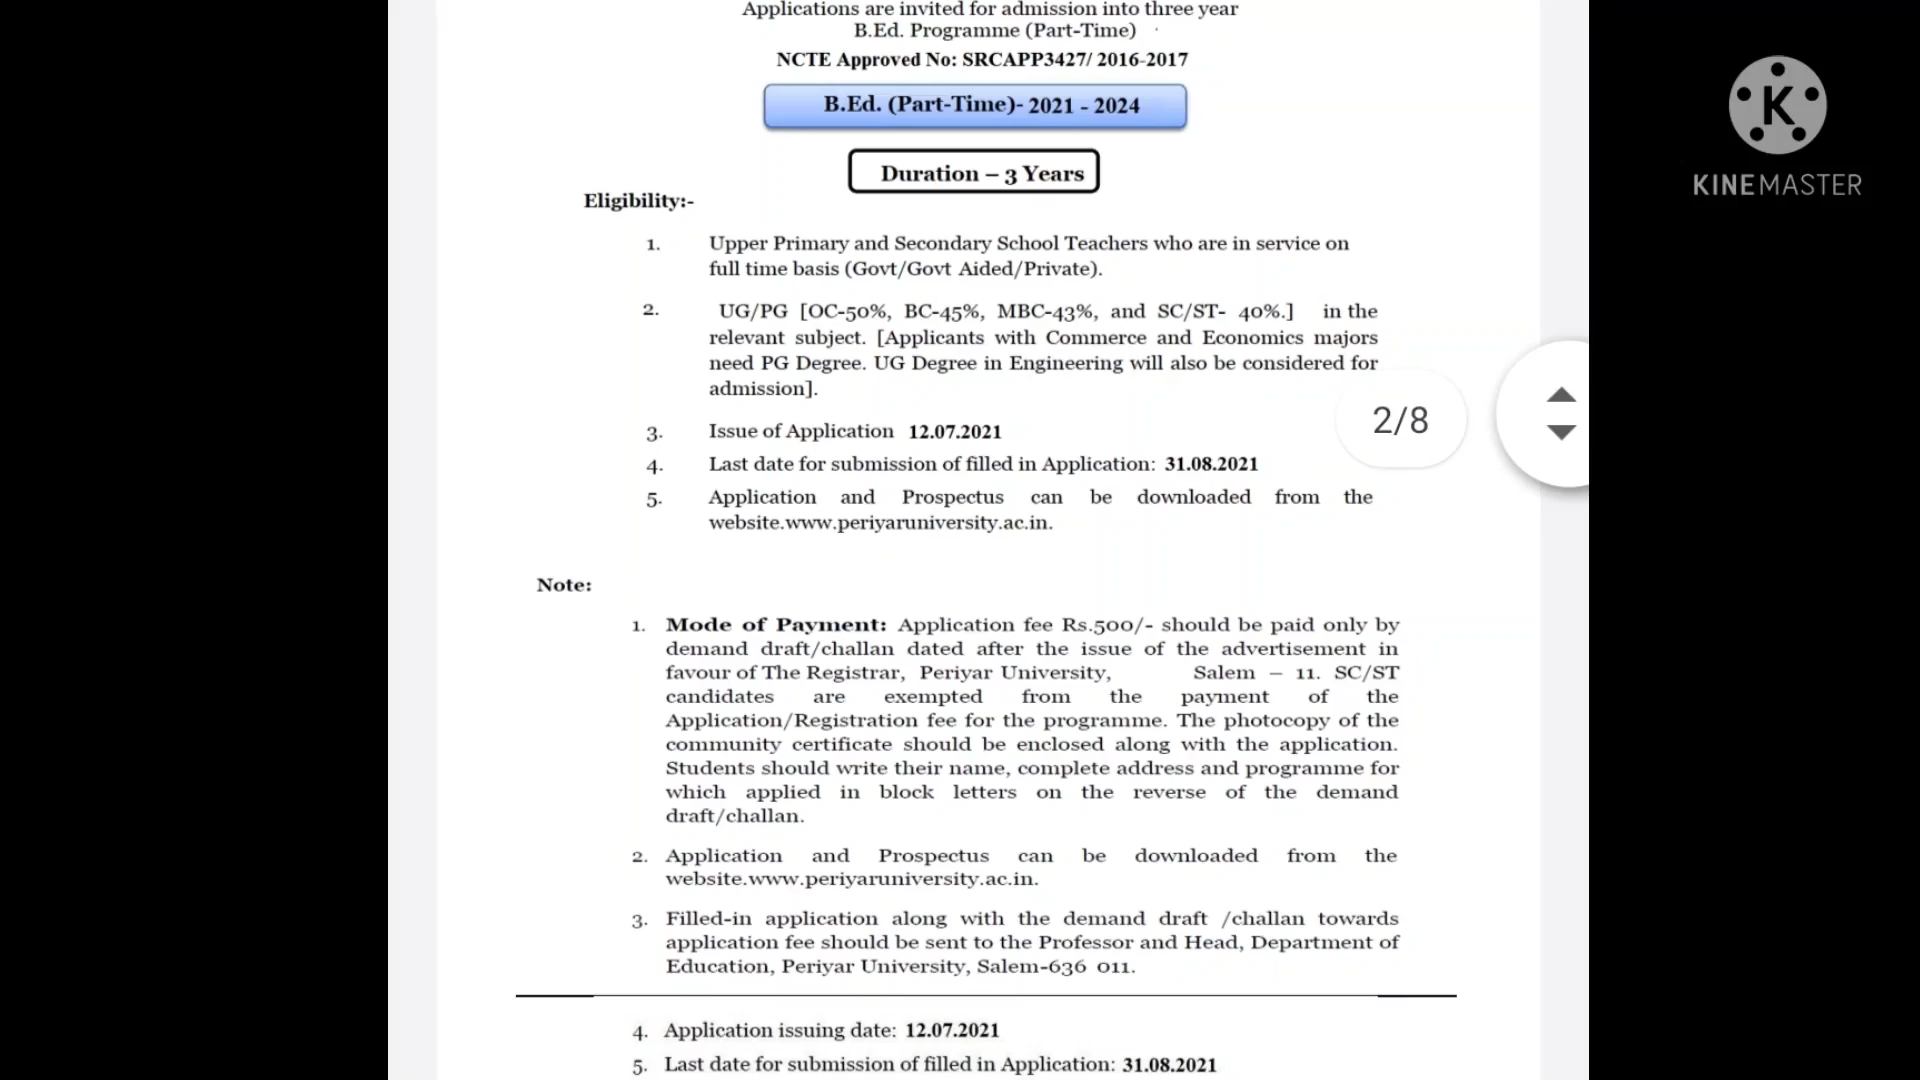 Applications are invited for admission into three year
B.Ed. Programme (Part-Time)
NCTE Approved No: SRCAPP3427/ 2016-2017
B.Ed. (Part-Time)- 2021 - 2024
Duration – 3 Years
Eligibility:-
1. Upper Primary and Secondary School Teachers who are in service on
full time basis (Govt/Govt Aided/Private).
2. UG/PG [OC-50%, BC-45%, MBC-43%, and SC/ST- 40%.] in the
relevant subject. [Applicants with Commerce and Economics majors
need PG Degree. UG Degree in Engineering will also be considered for
admission].
3. Issue of Application 12.07.2021
4. Last date for submission of filled in Application: 31.08.2021
5. Application and Prospectus can be downloaded from the
website.www.periyaruniversity.ac.in.
Note:
1. Mode of Payment: Application fee Rs.500/- should be paid only by
demand draft/challan dated after the issue of the advertisement in
favour of The Registrar, Periyar University, Salem – 11. SC/ST
candidates are exempted from the payment of the
Application/Registration fee for the programme. The photocopy of the
community certificate should be enclosed along with the application.
Students should write their name, complete address and programme for
which applied in block letters on the reverse of the demand
draft/challan.
2. Application and Prospectus can be downloaded from the
website.www.periyaruniversity.ac.in.
3. Filled-in application along with the demand draft /challan towards
application fee should be sent to the Professor and Head, Department of
Education, Periyar University, Salem-636 011.
4. Application issuing date: 12.07.2021
5. Last date for submission of filled in Application: 31.08.2021
2/8
K
KINEMASTER